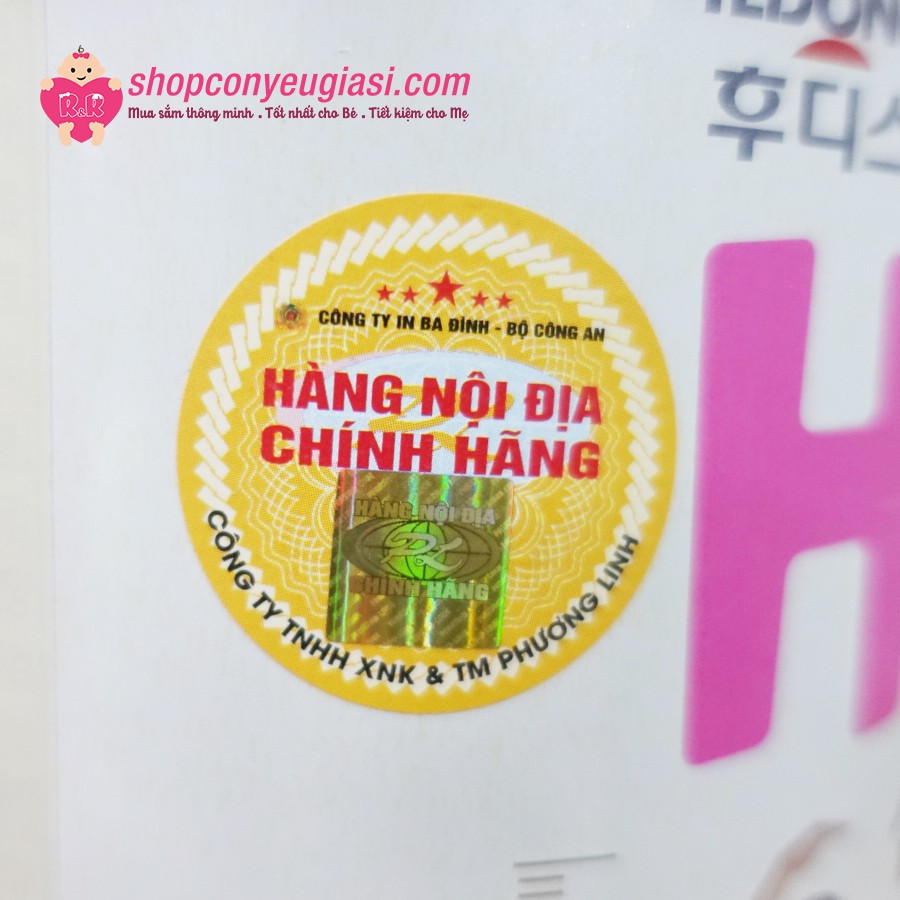 shopconyeugiasi.com
R&R
Mua sắm thông minh . Tốt nhất cho Bé . Tiết kiệm cho Mẹ
후디스
H
CÔNG TY IN BA ĐÌNH - BỘ CÔNG AN
HÀNG NỘI ĐỊA
CHÍNH HÃNG
HÀNG NỘI ĐỊA
PL
CHÍNH HÃNG
CÔNG TY TNHH XNK & TM PHƯƠNG LINH